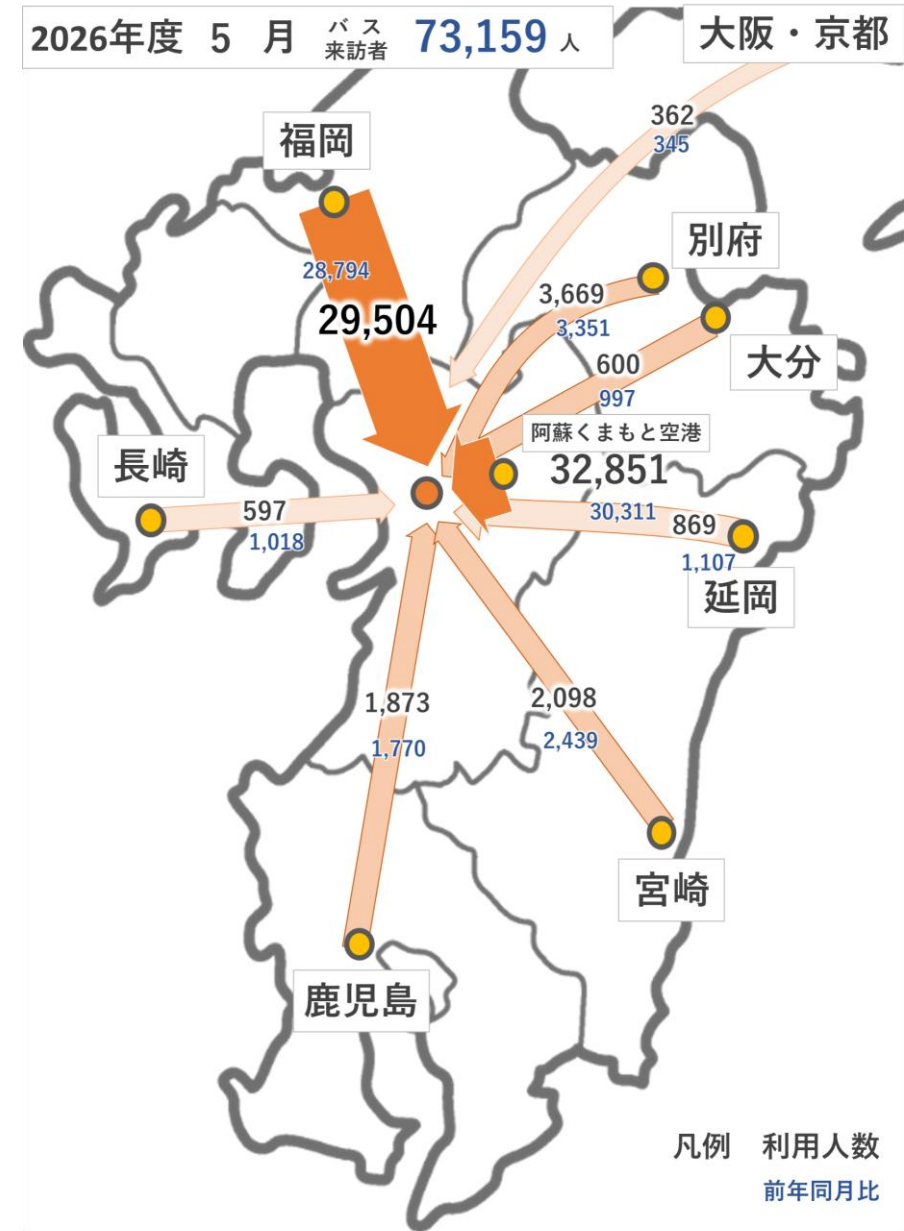 2026年度 5 月 バス来訪者 73,159 人
大阪・京都
362
345
福岡
28,794
29,504
別府
3,669
3,351
大分
600
997
阿蘇くまもと空港
32,851
30,311
長崎
597
1,018
869
1,107
延岡
1,873
1,770
2,098
2,439
宮崎
鹿児島
凡例 利用人数
前年同月比